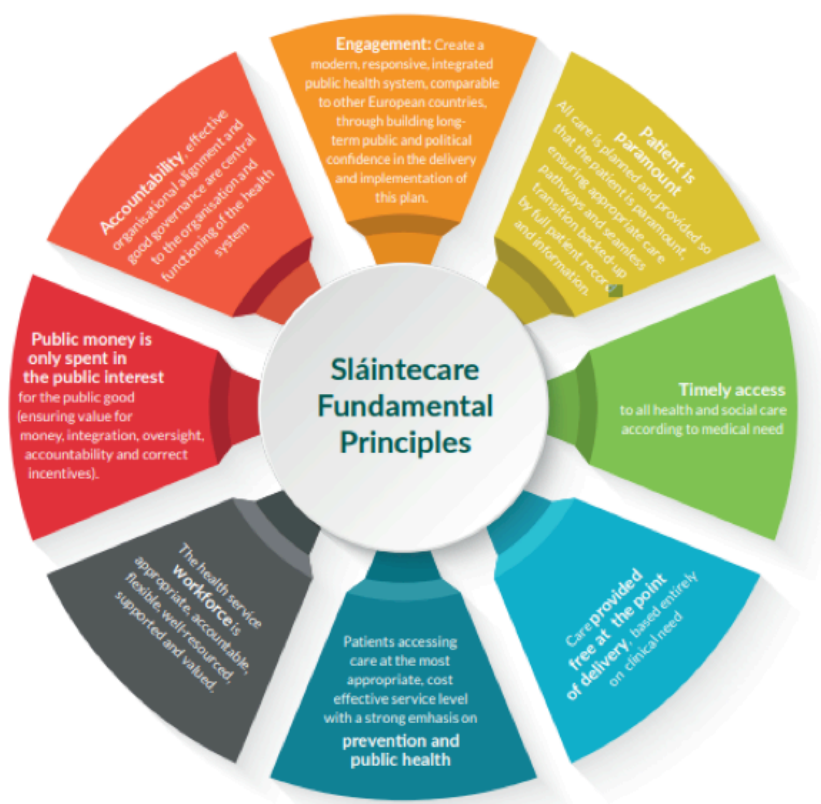 Sláintecare
Fundamental
Principles
Engagement: Create a
modern, responsive, integrated
public health system, comparable
to other European countries,
through building long-
term public and political
confidence in the delivery
and implementation of
this plan.
Patient is
paramount
All care is planned and provided so
that the patient is paramount,
ensuring appropriate care
pathways and seamless
transition backed-up
by full patient record
and information.
Timely access
to all health and social care
according to medical need
Care provided
free at the point
of delivery, based entirely
on clinical need
Patients accessing
care at the most
appropriate, cost
effective service level
with a strong emhasis on
prevention and
public health
The health service
workforce is
appropriate, accountable,
flexible, well-resourced,
supported and valued.
Public money is
only spent in
the public interest
for the public good
(ensuring value for
money, integration, oversight,
accountability and correct
incentives).
Accountability, effective
organisational alignment and
good governance are central
to the organisation and
functioning of the health
system